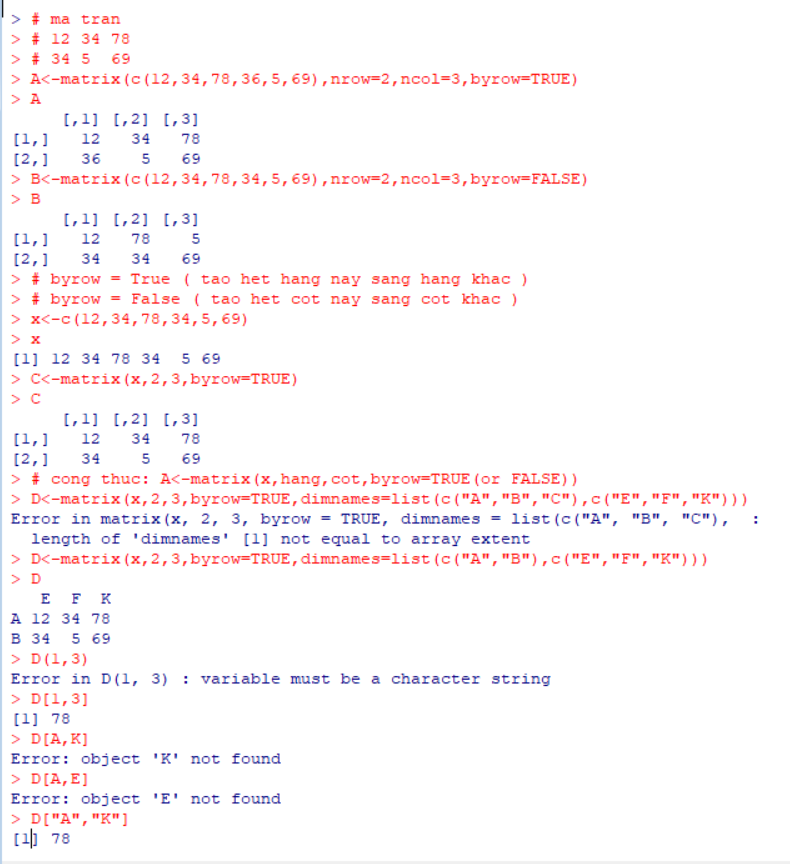 > # ma tran
> # 12 34 78
> # 34 5  69
> A<-matrix(c(12,34,78,36,5,69),nrow=2,ncol=3,byrow=TRUE)
> A
     [,1] [,2] [,3]
[1,]   12   34   78
[2,]   36    5   69
> B<-matrix(c(12,34,78,34,5,69),nrow=2,ncol=3,byrow=FALSE)
> B
     [,1] [,2] [,3]
[1,]   12   78    5
[2,]   34   34   69
> # byrow = True ( tao het hang nay sang hang khac )
> # byrow = False ( tao het cot nay sang cot khac )
> x<-c(12,34,78,34,5,69)
> x
[1] 12 34 78 34  5 69
> C<-matrix(x,2,3,byrow=TRUE)
> C
     [,1] [,2] [,3]
[1,]   12   34   78
[2,]   34    5   69
> # cong thuc: A<-matrix(x,hang,cot,byrow=TRUE(or FALSE))
> D<-matrix(x,2,3,byrow=TRUE,dimnames=list(c("A","B","C"),c("E","F","K")))
Error in matrix(x, 2, 3, byrow = TRUE, dimnames = list(c("A", "B", "C"),  :
  length of 'dimnames' [1] not equal to array extent
> D<-matrix(x,2,3,byrow=TRUE,dimnames=list(c("A","B"),c("E","F","K")))
> D
   E  F  K
A 12 34 78
B 34  5 69
> D(1,3)
Error in D(1, 3) : variable must be a character string
> D[1,3]
[1] 78
> D[A,K]
Error: object 'K' not found
> D[A,E]
Error: object 'E' not found
> D["A","K"]
[1] 78